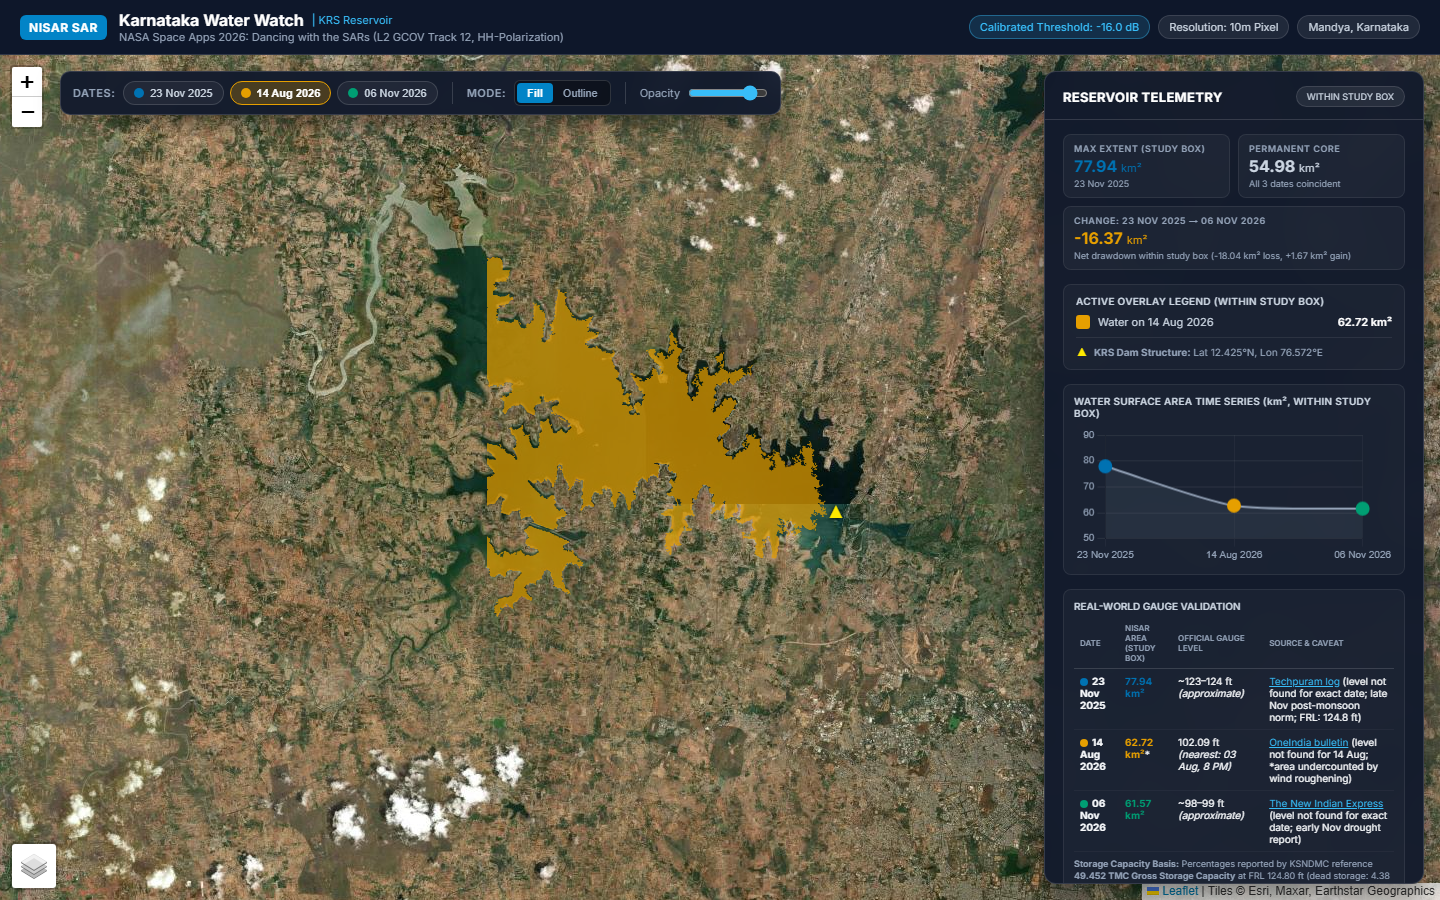 NISAR SAR
Karnataka Water Watch | KRS Reservoir
NASA Space Apps 2026: Dancing with the SARs (L2 GCOV Track 12, HH-Polarization)
Calibrated Threshold: -16.0 dB
Resolution: 10m Pixel
Mandya, Karnataka
+
−
DATES: 23 Nov 2025 14 Aug 2026 06 Nov 2026 MODE: Fill Outline Opacity
RESERVOIR TELEMETRY
WITHIN STUDY BOX
MAX EXTENT (STUDY BOX)
77.94 km²
23 Nov 2025
PERMANENT CORE
54.98 km²
All 3 dates coincident
CHANGE: 23 NOV 2025 → 06 NOV 2026
-16.37 km²
Net drawdown within study box (-18.04 km² loss, +1.67 km² gain)
ACTIVE OVERLAY LEGEND (WITHIN STUDY BOX)
Water on 14 Aug 2026 62.72 km²
KRS Dam Structure: Lat 12.425°N, Lon 76.572°E
WATER SURFACE AREA TIME SERIES (km², WITHIN STUDY
BOX)
90
80
70
60
50
23 Nov 2025 14 Aug 2026 06 Nov 2026
REAL-WORLD GAUGE VALIDATION
DATE
NISAR
AREA
(STUDY
BOX)
OFFICIAL GAUGE
LEVEL
SOURCE & CAVEAT
23
Nov
2025
77.94
km²
~123–124 ft
(approximate)
Techpuram log (level not
found for exact date; late
Nov post-monsoon
norm; FRL: 124.8 ft)
14
Aug
2026
62.72
km²*
102.09 ft
(nearest: 03
Aug, 8 PM)
OneIndia bulletin (level
not found for 14 Aug;
*area undercounted by
wind roughening)
06
Nov
2026
61.57
km²
~98–99 ft
(approximate)
The New Indian Express
(level not found for exact
date; early Nov drought
report)
Storage Capacity Basis: Percentages reported by KSNDMC reference
49.452 TMC Gross Storage Capacity at FRL 124.80 ft (dead storage: 4.38
Leaflet | Tiles © Esri, Maxar, Earthstar Geographics